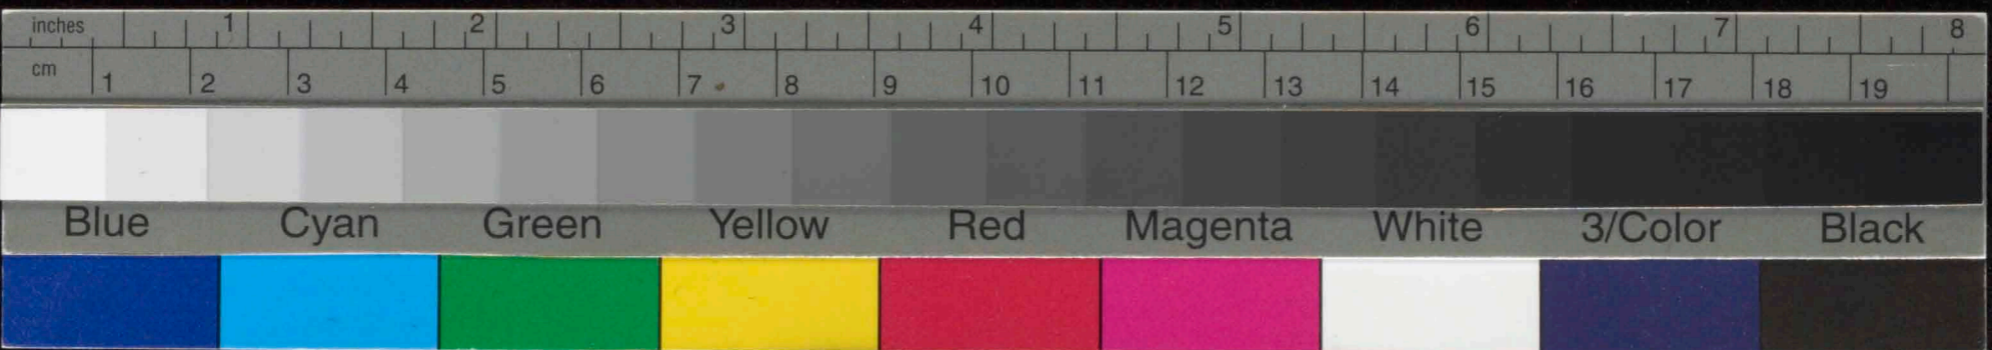 inches 1 2 3 4 5 6 7 8
cm 1 2 3 4 5 6 7 8 9 10 11 12 13 14 15 16 17 18 19
Blue Cyan Green Yellow Red Magenta White 3/Color Black